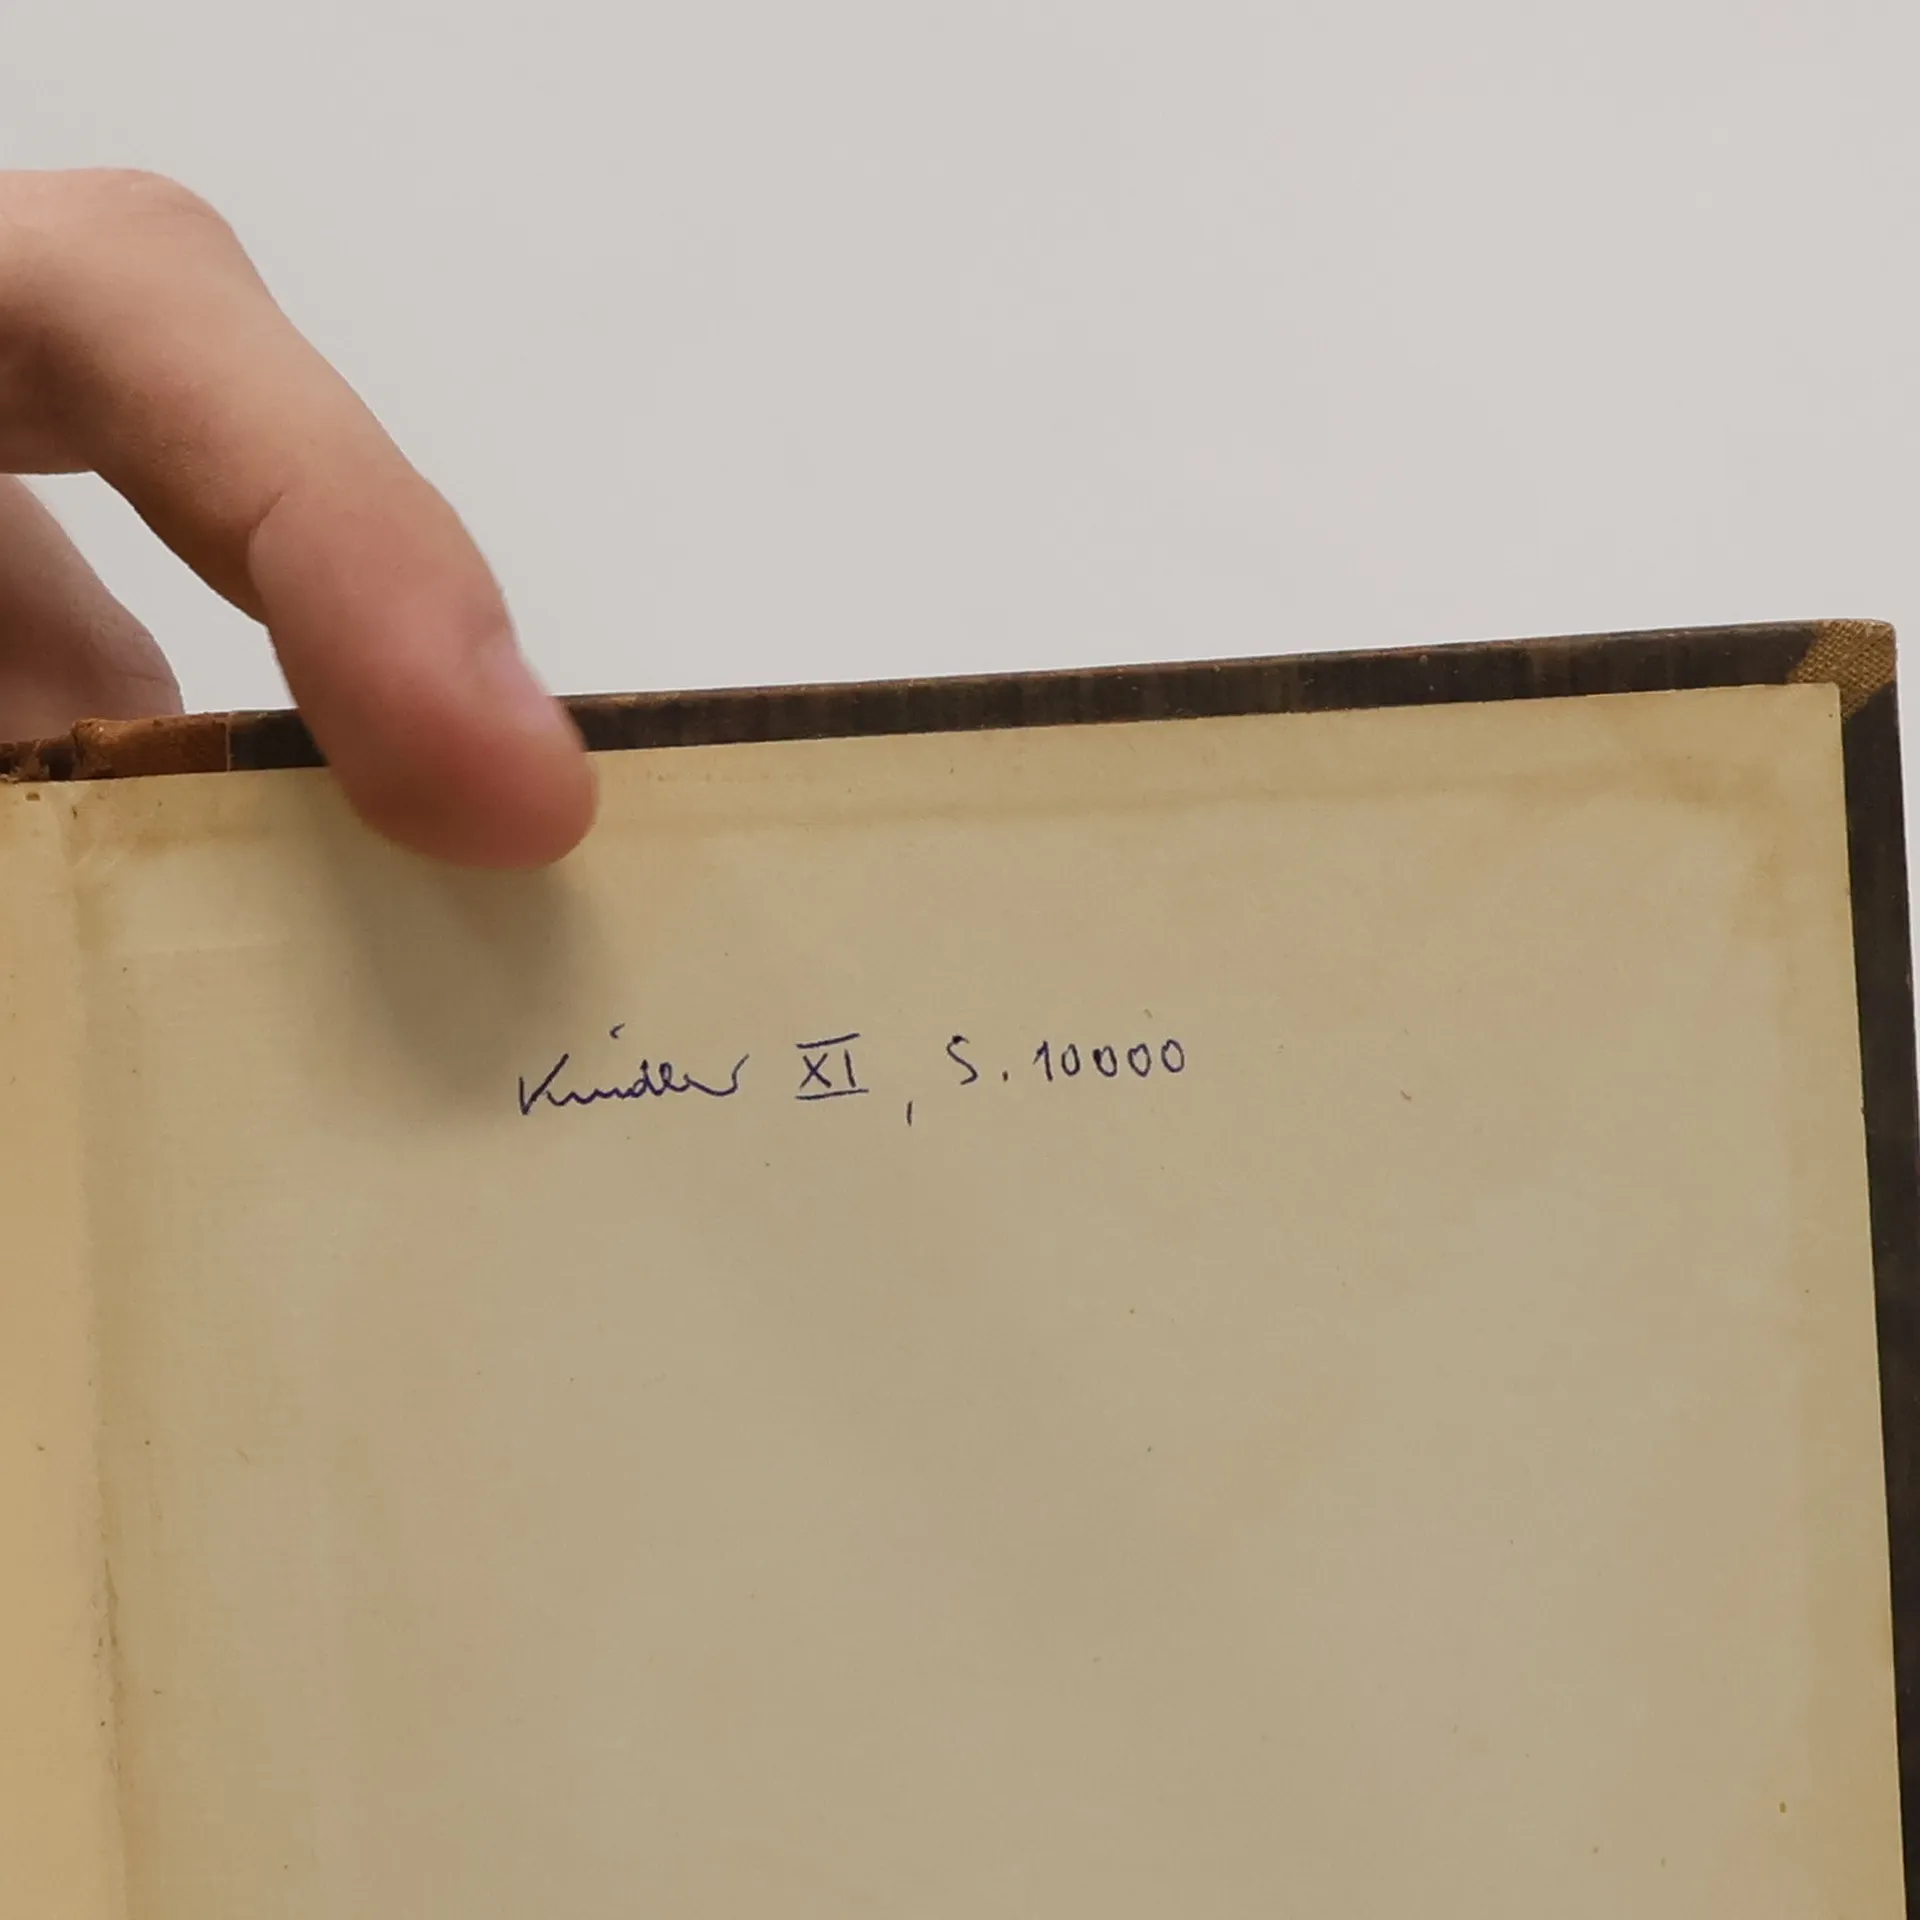 Kindler XI, S. 10000